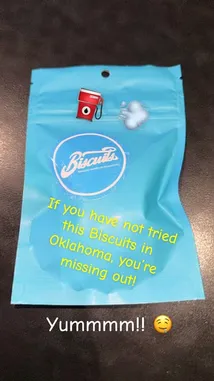 Biscuits
If you have not tried
this Biscuits in
Oklahoma, you're
missing out!
Yummmm!! 🤤